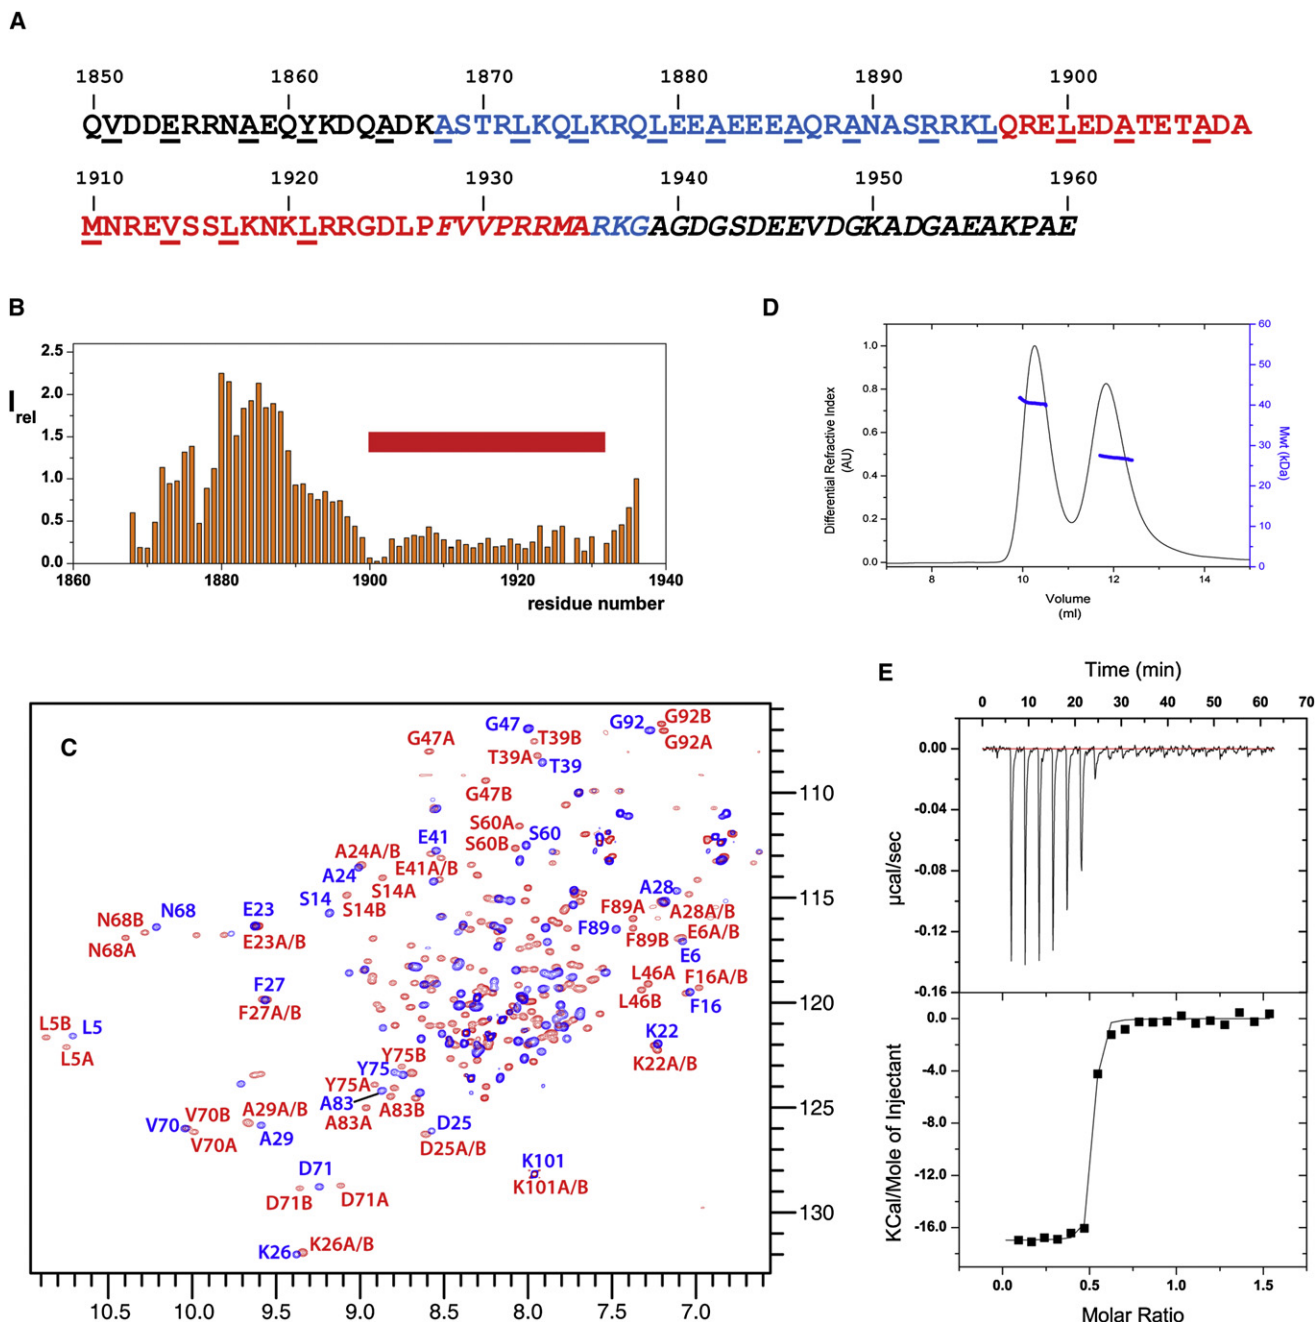 A
1850 1860 1870 1880 1890 1900
QVDDERRNAEQYKDQADKASTRLKQLKRQLEEAEEEAQRANASRRKLQRELEDATETADA
1910 1920 1930 1940 1950 1960
MNREVSSLKNKLRRGDLPFVVPRRMARKGAGDGSDEEVDGKADGAEAKPAE
B
I rel
2.5
2.0
1.5
1.0
0.5
0.0
1860 1880 1900 1920 1940
residue number
D
Differential Refractive Index
(AU)
1.0
0.8
0.6
0.4
0.2
0.0
60
50
40
30
20
10
0
Mwt (kDa)
8 10 12 14
Volume
(ml)
C
G47 G92 G92B
G47A T39B G92A
T39A T39
G47B
110
S60A
E41 S60B S60
A24A/B
A24 E41A/B
S14 S14A A28
115
S14B F89A A28A/B
N68B N68 E23 F89 F89B E6A/B
N68A E23A/B E6
F27 L46A F16A/B
120
F27A/B L46B F16
L5B L5 K22
L5A Y75B K22A/B
Y75
Y75A
A83 A83B
V70 V70B A29A/B A83A D25
125
V70A A29 D25A/B
D71 K101
D71B D71A K101A/B
130
K26 K26A/B
10.5 10.0 9.5 9.0 8.5 8.0 7.5 7.0
E
Time (min)
0 10 20 30 40 50 60 70
0.00
-0.04
-0.08
-0.12
-0.16
µcal/sec
0.0
-4.0
-8.0
-12.0
-16.0
KCal/Mole of Injectant
0.0 0.5 1.0 1.5
Molar Ratio